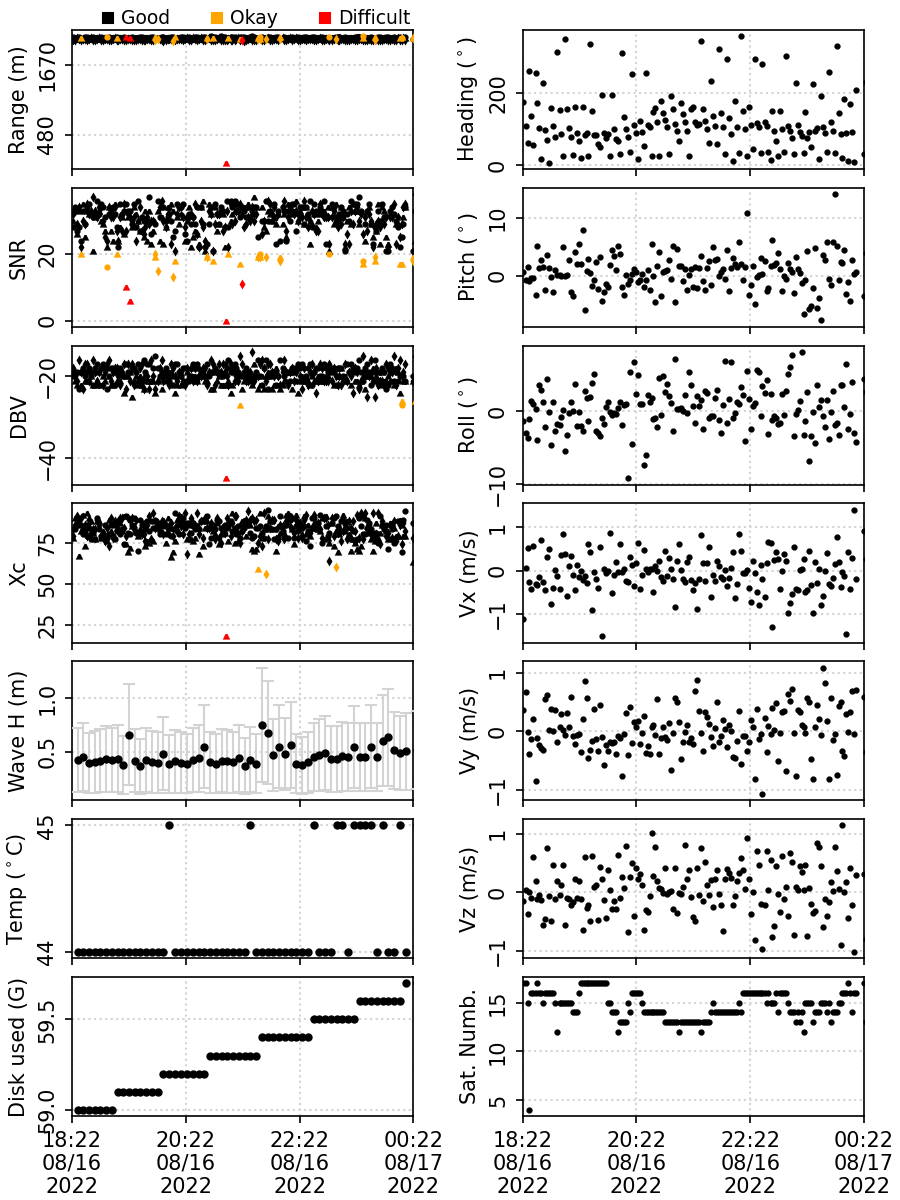 Good Okay Difficult
Range (m)
1670
480
Heading (°)
200
0
SNR
20
0
Pitch (°)
10
0
DBV
−20
−40
Roll (°)
0
−10
Xc
75
50
25
Vx (m/s)
1
0
−1
Wave H (m)
1.0
0.5
Vy (m/s)
1
0
−1
Temp (°C)
45
44
Vz (m/s)
1
0
−1
Disk used (G)
59.5
59.0
Sat. Numb.
15
10
5
18:22 20:22 22:22 00:22
08/16 08/16 08/16 08/17
2022 2022 2022 2022
18:22 20:22 22:22 00:22
08/16 08/16 08/16 08/17
2022 2022 2022 2022